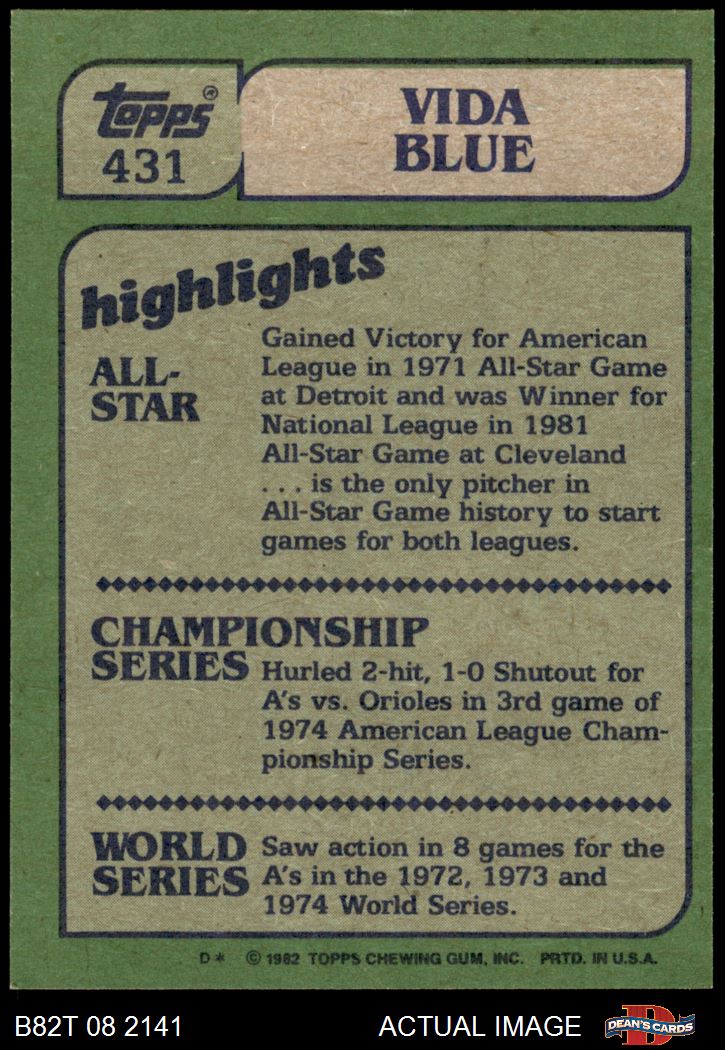 topps®
431
VIDA
BLUE
highlights
ALL-
STAR
Gained Victory for American
League in 1971 All-Star Game
at Detroit and was Winner for
National League in 1981
All-Star Game at Cleveland
. . . is the only pitcher in
All-Star Game history to start
games for both leagues.
CHAMPIONSHIP
SERIES
Hurled 2-hit, 1-0 Shutout for
A's vs. Orioles in 3rd game of
1974 American League Cham-
pionship Series.
WORLD
SERIES
Saw action in 8 games for the
A's in the 1972, 1973 and
1974 World Series.
D* © 1982 TOPPS CHEWING GUM, INC. PRTD. IN U.S.A.
B82T 08 2141
ACTUAL IMAGE
D
DEAN'S CARDS